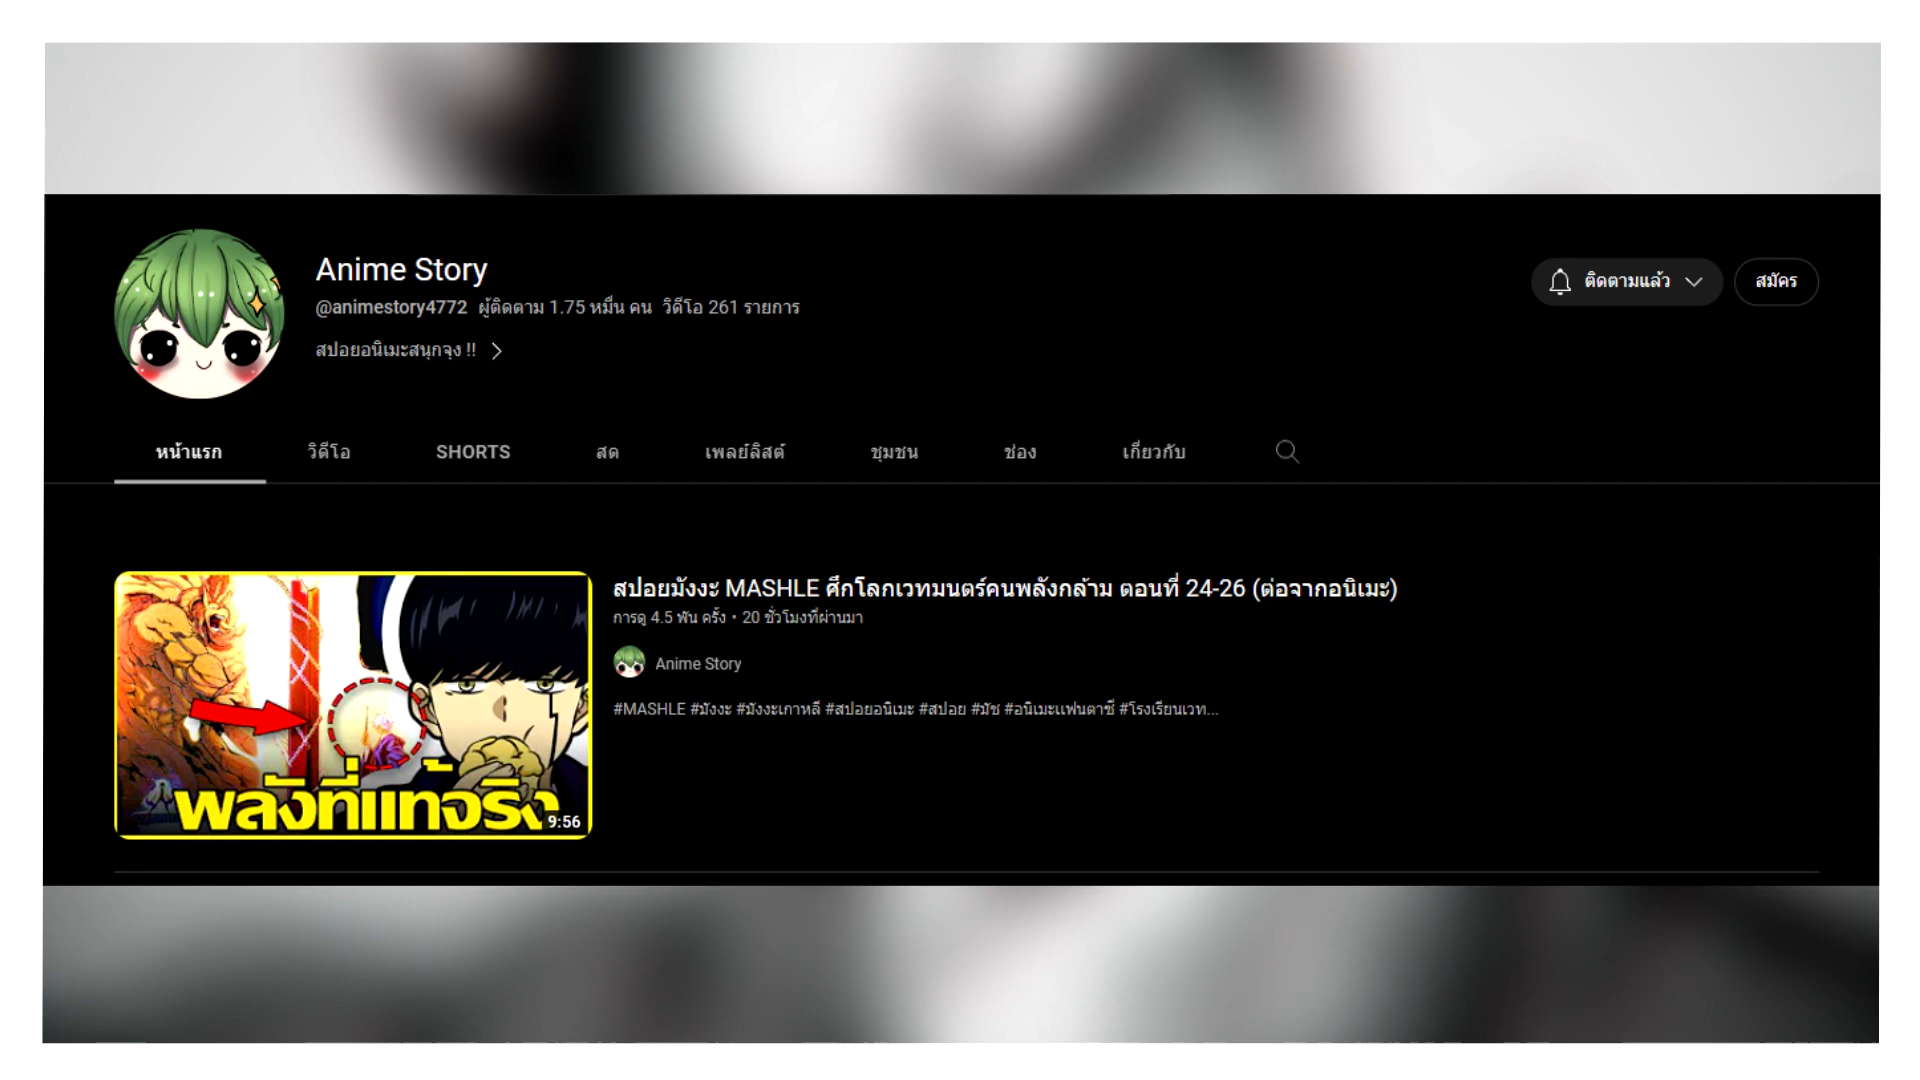 Anime Story
@animestory4772 ผู้ติดตาม 1.75 หมื่น คน วิดีโอ 261 รายการ
สปอยอนิเมะสนุกจุง !!
ติดตามแล้ว
สมัคร
หน้าแรก วิดีโอ SHORTS สด เพลย์ลิสต์ ชุมชน ช่อง เกี่ยวกับ
พลังที่แท้จริง
9:56
สปอยมังงะ MASHLE ศึกโลกเวทมนตร์คนพลังกล้าม ตอนที่ 24-26 (ต่อจากอนิเมะ)
การดู 4.5 พัน ครั้ง • 20 ชั่วโมงที่ผ่านมา
Anime Story
#MASHLE #มังงะ #มังงะเกาหลี #สปอยอนิเมะ #สปอย #มัช #อนิเมะแฟนตาซี #โรงเรียนเวท...